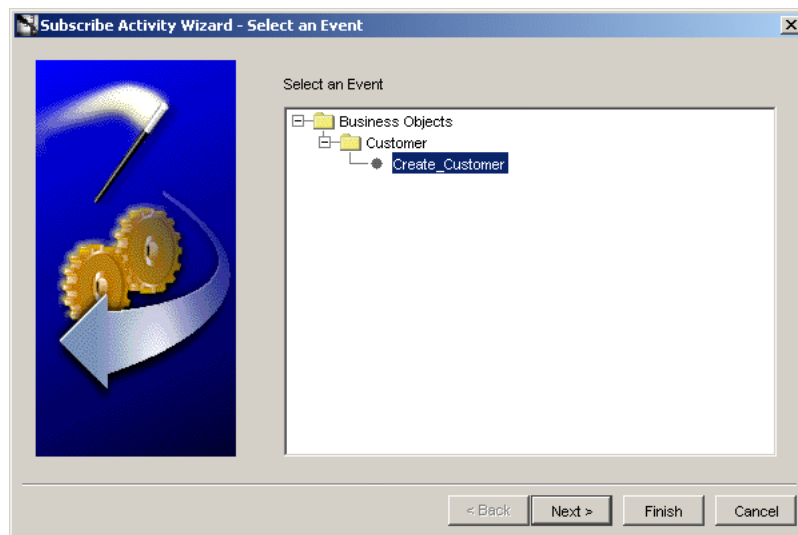 Subscribe Activity Wizard - Select an Event
Select an Event
Business Objects
Customer
Create_Customer
< Back Next > Finish Cancel